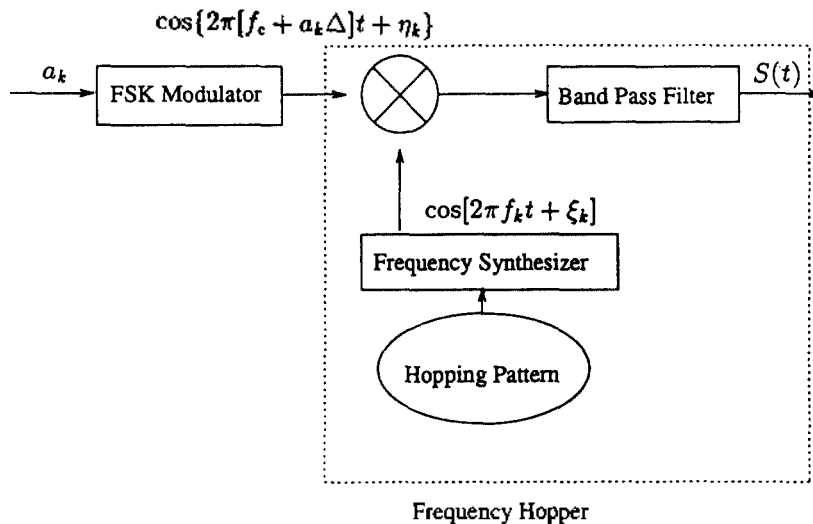 cos{2π[f_c + a_kΔ]t + η_k}
a_k
FSK Modulator
Band Pass Filter
S(t)
cos[2πf_kt + ξ_k]
Frequency Synthesizer
Hopping Pattern
Frequency Hopper